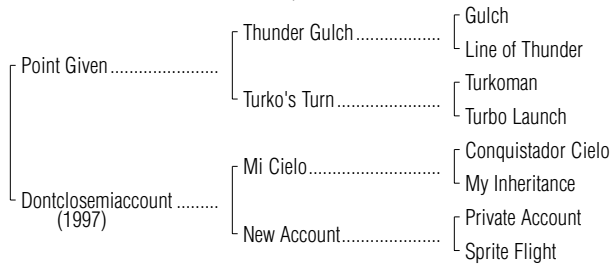 Gulch
Thunder Gulch..................
Line of Thunder
Point Given.......................
Turkoman
Turko's Turn......................
Turbo Launch
Conquistador Cielo
Mi Cielo............................
My Inheritance
Dontclosemiaccount .........
(1997)
Private Account
New Account.....................
Sprite Flight